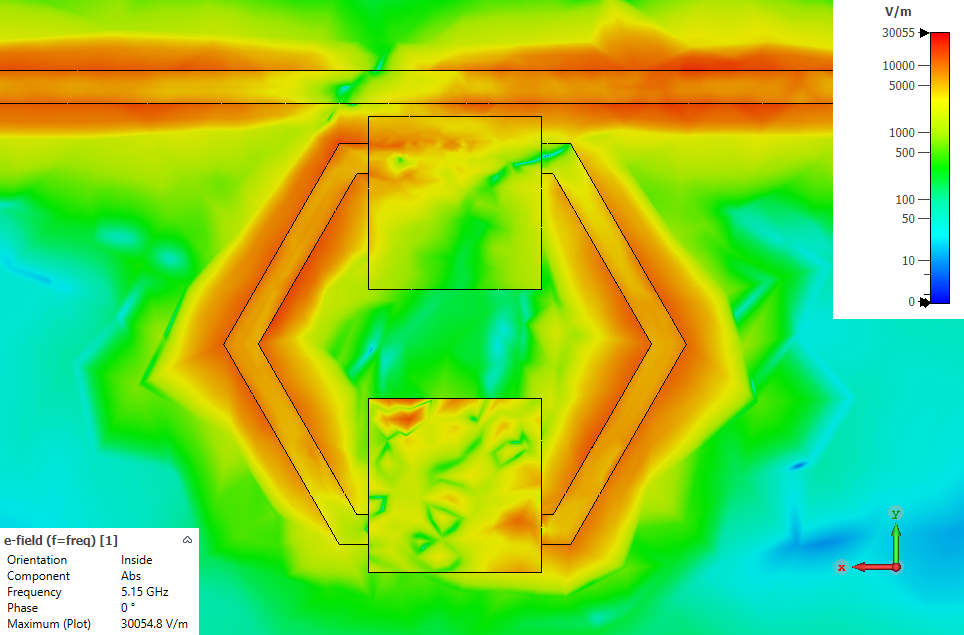 V/m
30055
10000
5000
1000
500
100
50
10
0
e-field (f=freq) [1]
Orientation Inside
Component Abs
Frequency 5.15 GHz
Phase 0 °
Maximum (Plot) 30054.8 V/m
Y
x